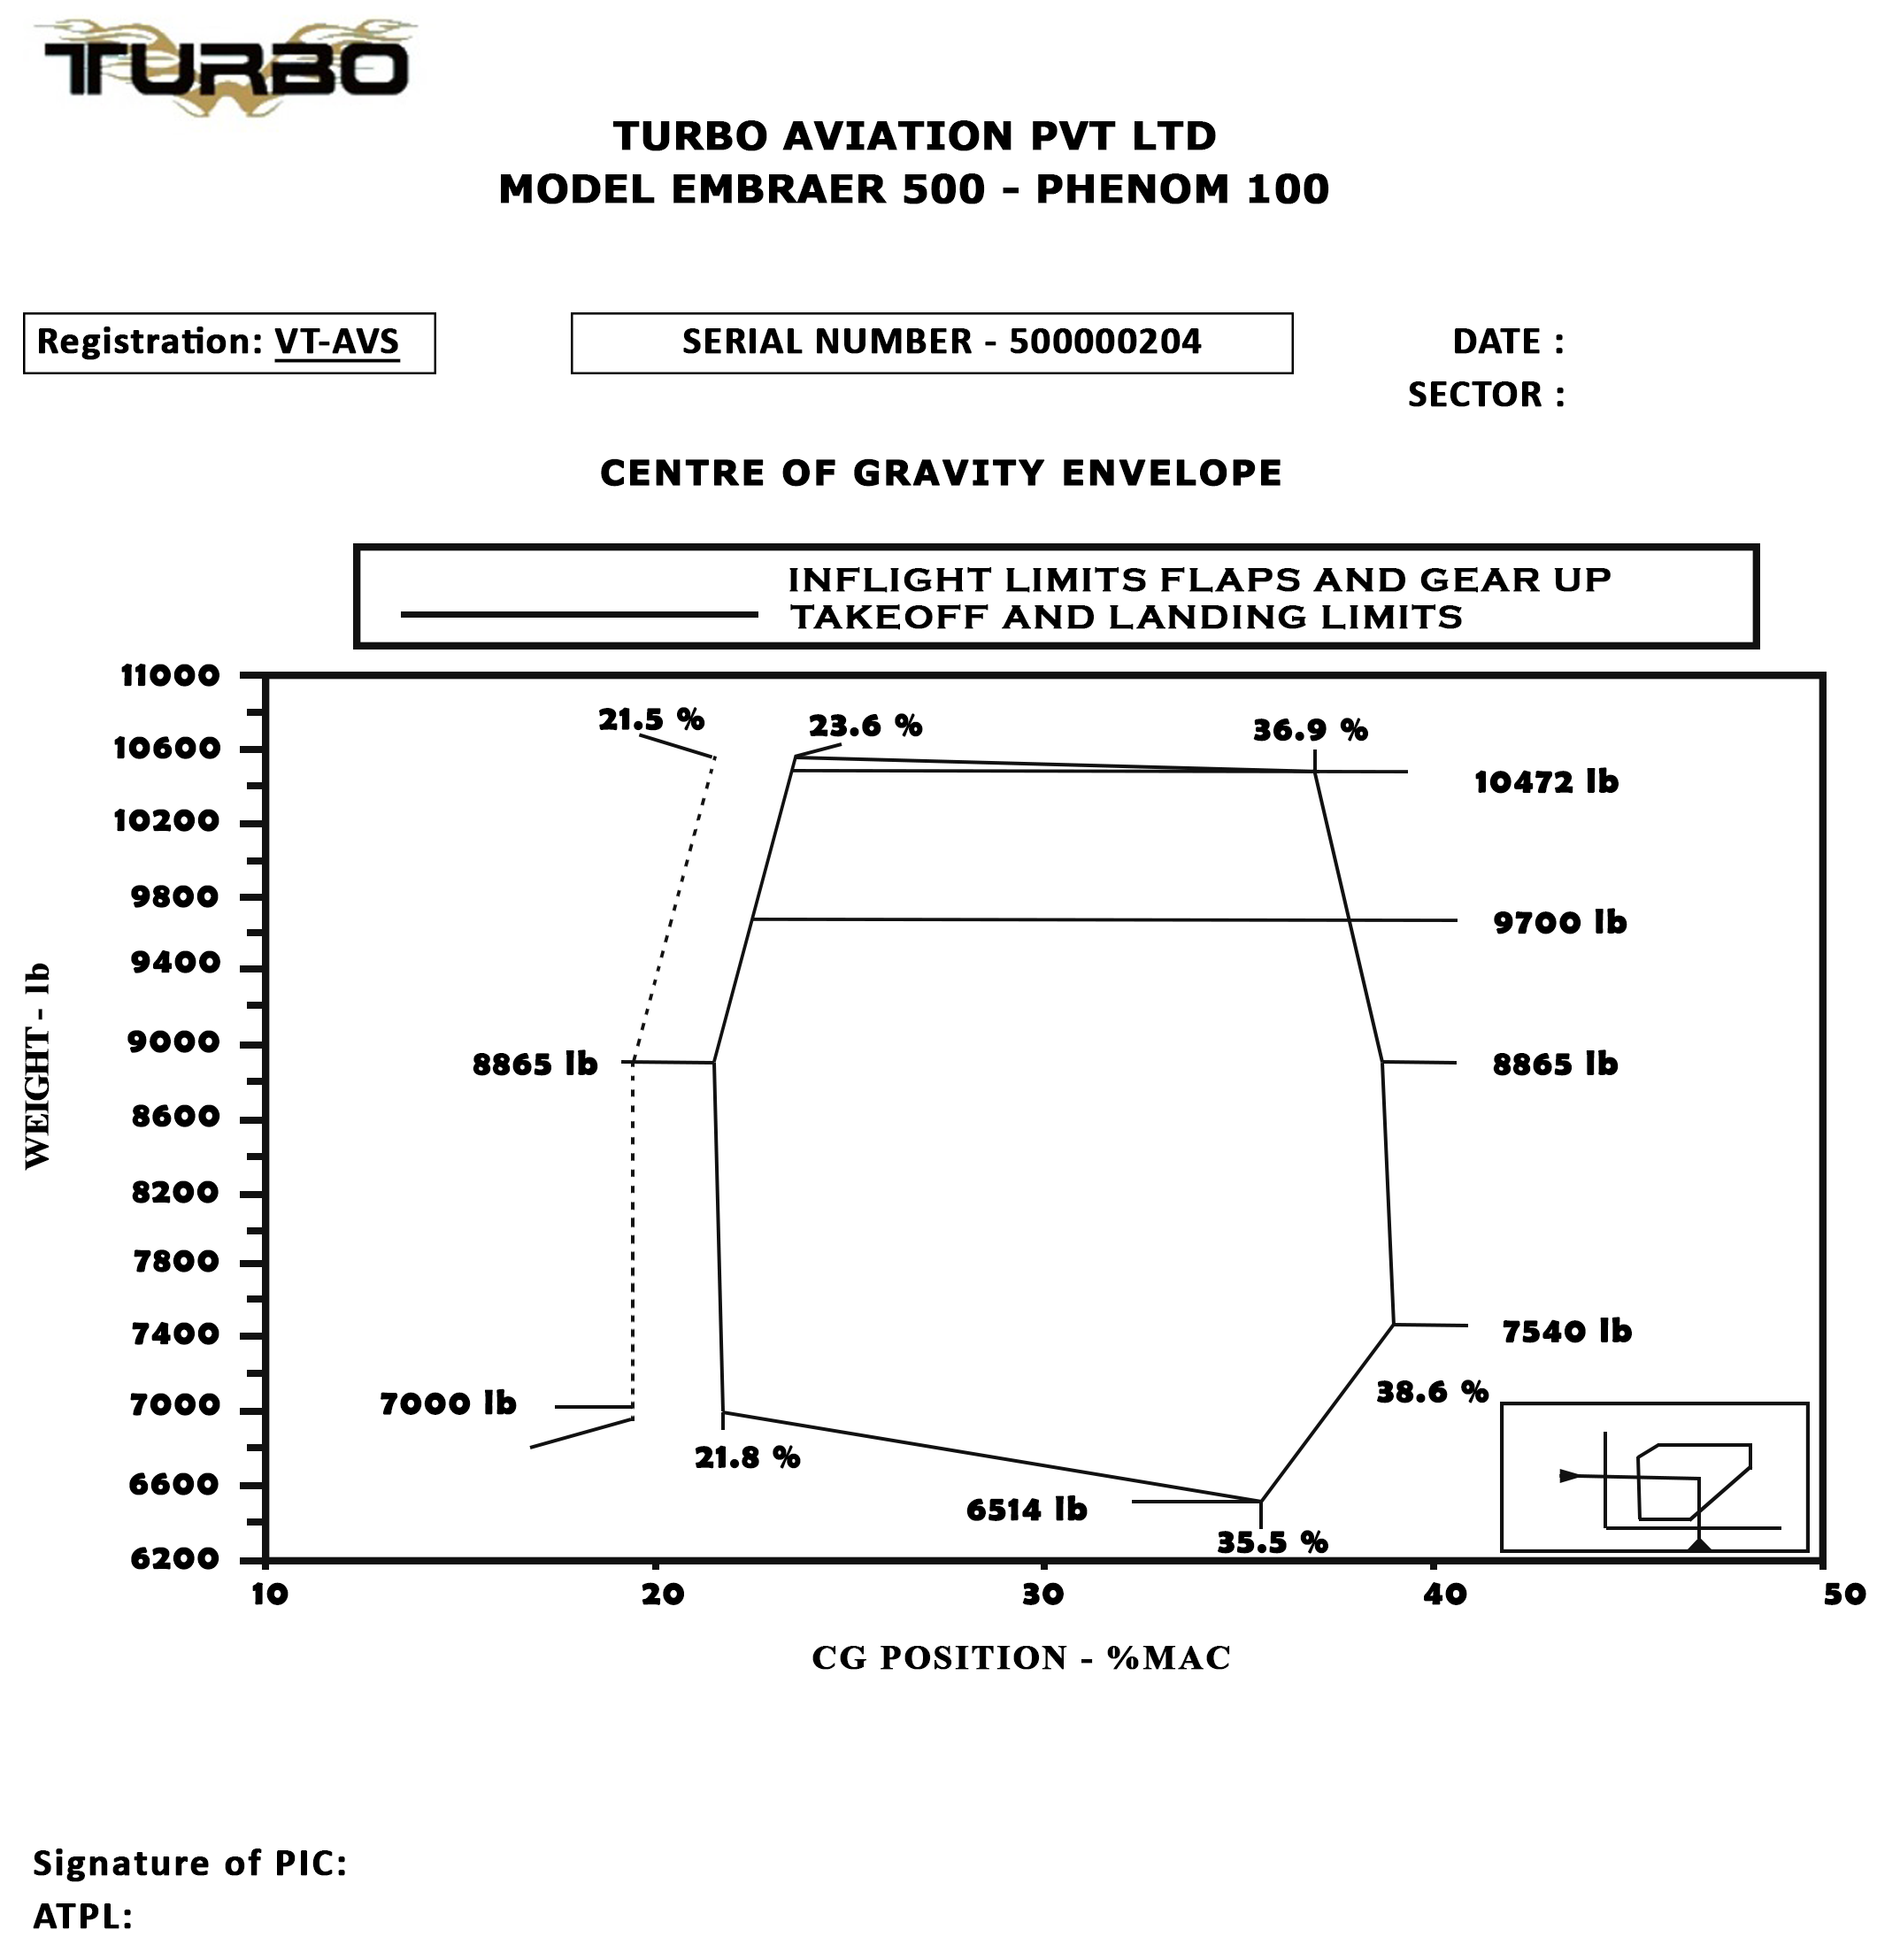 TURBO
TURBO AVIATION PVT LTD
MODEL EMBRAER 500 - PHENOM 100
Registration: VT-AVS
SERIAL NUMBER - 500000204
DATE :
SECTOR :
CENTRE OF GRAVITY ENVELOPE
INFLIGHT LIMITS FLAPS AND GEAR UP
TAKEOFF AND LANDING LIMITS
11000
10600
10200
9800
9400
9000
8600
8200
7800
7400
7000
6600
6200
WEIGHT - lb
21.5 %
23.6 %
36.9 %
10472 lb
9700 lb
8865 lb
8865 lb
7540 lb
38.6 %
7000 lb
21.8 %
6514 lb
35.5 %
10
20
30
40
50
CG POSITION - %MAC
Signature of PIC:
ATPL: